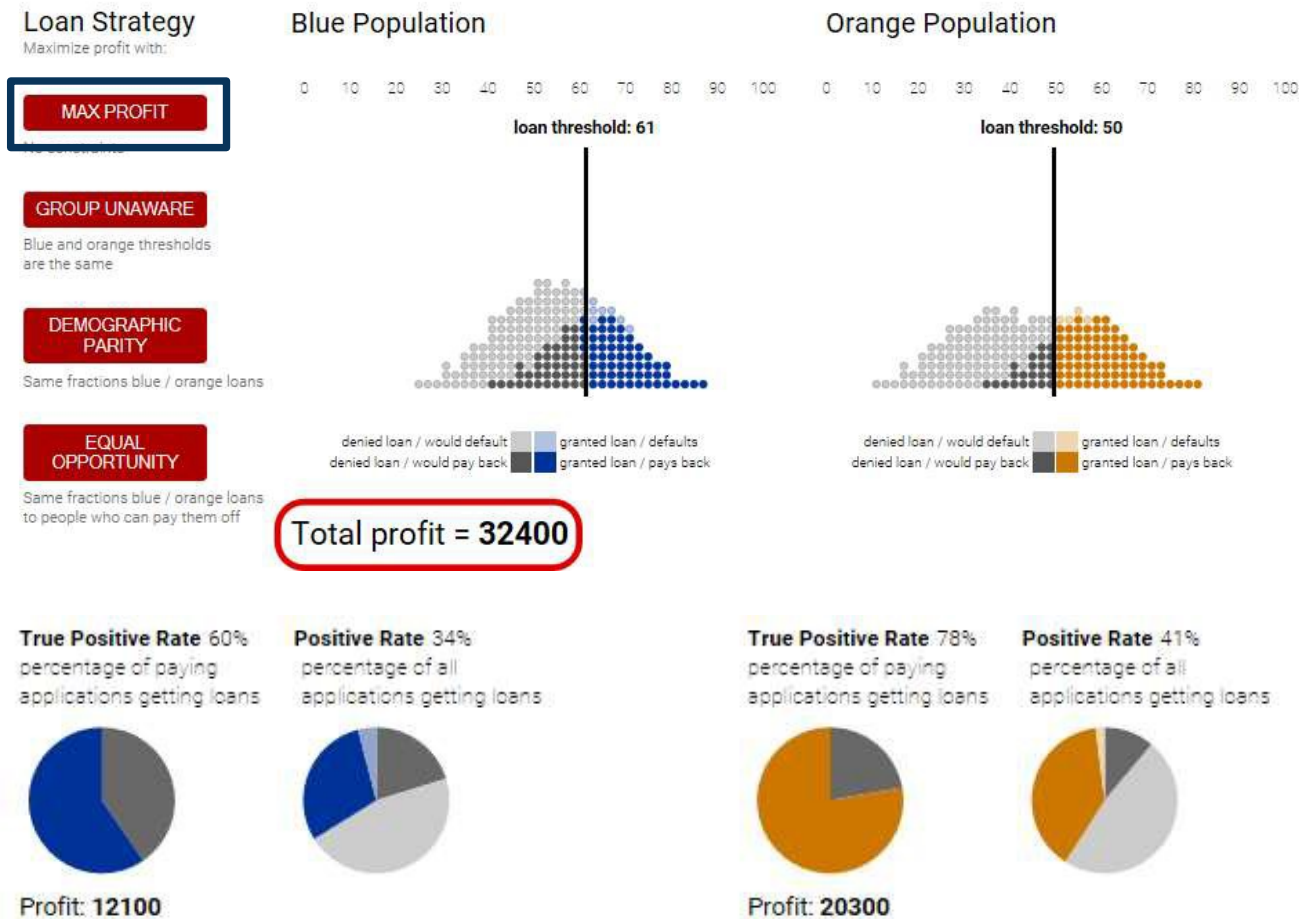 Loan Strategy
Maximize profit with:
MAX PROFIT
No constraints
GROUP UNAWARE
Blue and orange thresholds
are the same
DEMOGRAPHIC
PARITY
Same fractions blue / orange loans
EQUAL
OPPORTUNITY
Same fractions blue / orange loans
to people who can pay them off
Blue Population
0 10 20 30 40 50 60 70 80 90 100
loan threshold: 61
denied loan / would default granted loan / defaults
denied loan / would pay back granted loan / pays back
Total profit = 32400
Orange Population
0 10 20 30 40 50 60 70 80 90 100
loan threshold: 50
denied loan / would default granted loan / defaults
denied loan / would pay back granted loan / pays back
True Positive Rate 60%
percentage of paying
applications getting loans
Positive Rate 34%
percentage of all
applications getting loans
Profit: 12100
True Positive Rate 78%
percentage of paying
applications getting loans
Positive Rate 41%
percentage of all
applications getting loans
Profit: 20300